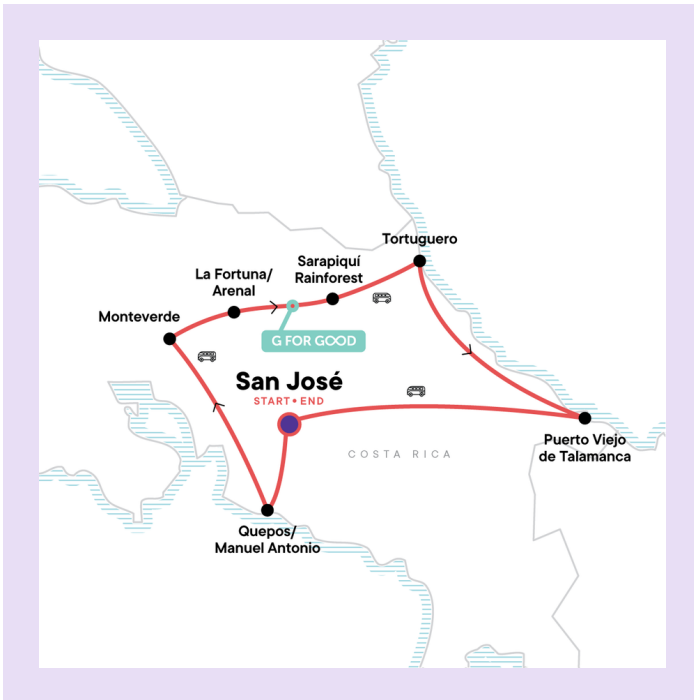 Tortuguero
Sarapiquí
Rainforest
La Fortuna/
Arenal
Monteverde
G FOR GOOD
San José
START • END
COSTA RICA
Puerto Viejo
de Talamanca
Quepos/
Manuel Antonio